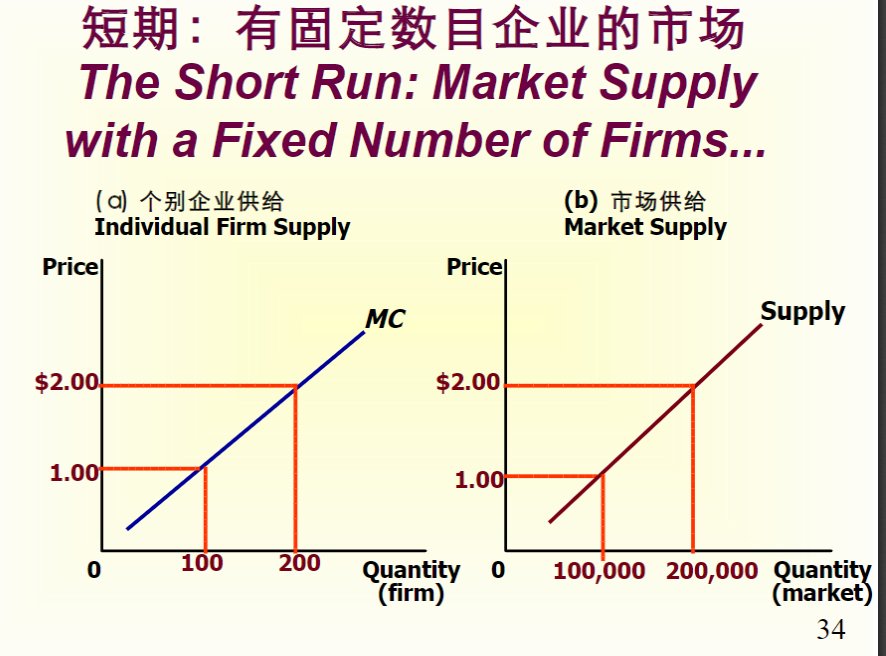 短期：有固定数目企业的市场
The Short Run: Market Supply
with a Fixed Number of Firms...
(a) 个别企业供给
Individual Firm Supply
(b) 市场供给
Market Supply
Price
MC
$2.00
1.00
0
100
200
Quantity
(firm)
Price
Supply
$2.00
1.00
0
100,000
200,000
Quantity
(market)
34